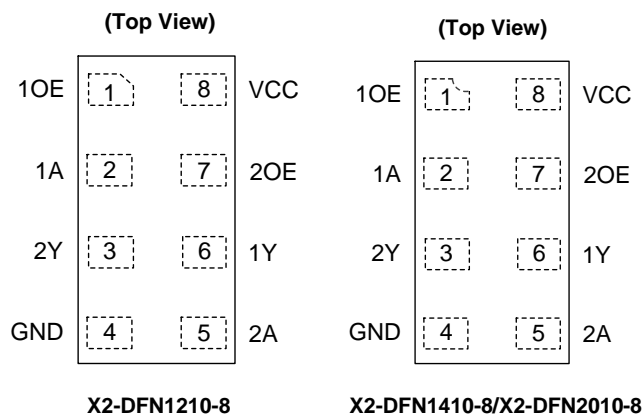 (Top View)
1OE 1 8 VCC
1A 2 7 2OE
2Y 3 6 1Y
GND 4 5 2A
X2-DFN1210-8
(Top View)
1OE 1 8 VCC
1A 2 7 2OE
2Y 3 6 1Y
GND 4 5 2A
X2-DFN1410-8/X2-DFN2010-8